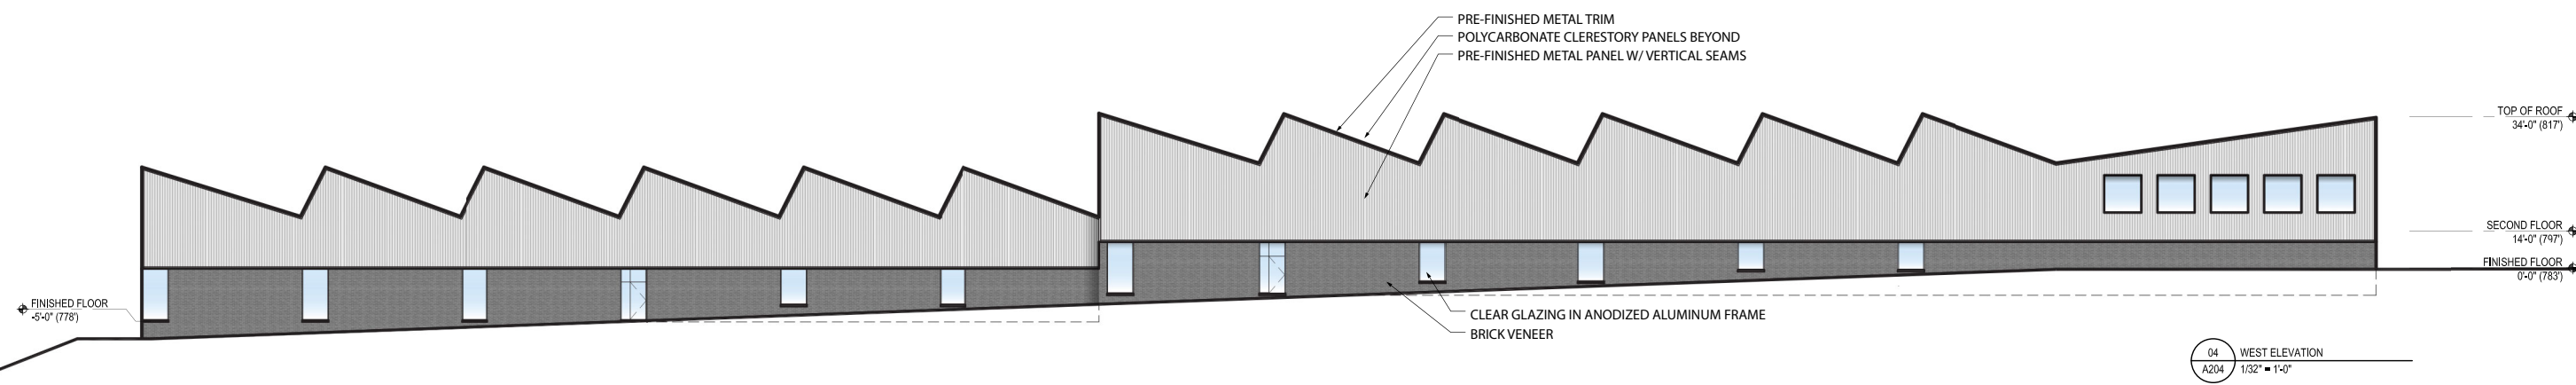 PRE-FINISHED METAL TRIM
POLYCARBONATE CLERESTORY PANELS BEYOND
PRE-FINISHED METAL PANEL W/ VERTICAL SEAMS
TOP OF ROOF
34'-0" (817')
SECOND FLOOR
14'-0" (797')
FINISHED FLOOR
0'-0" (783')
FINISHED FLOOR
-5'-0" (778')
CLEAR GLAZING IN ANODIZED ALUMINUM FRAME
BRICK VENEER
04
A204
WEST ELEVATION
1/32" = 1'-0"